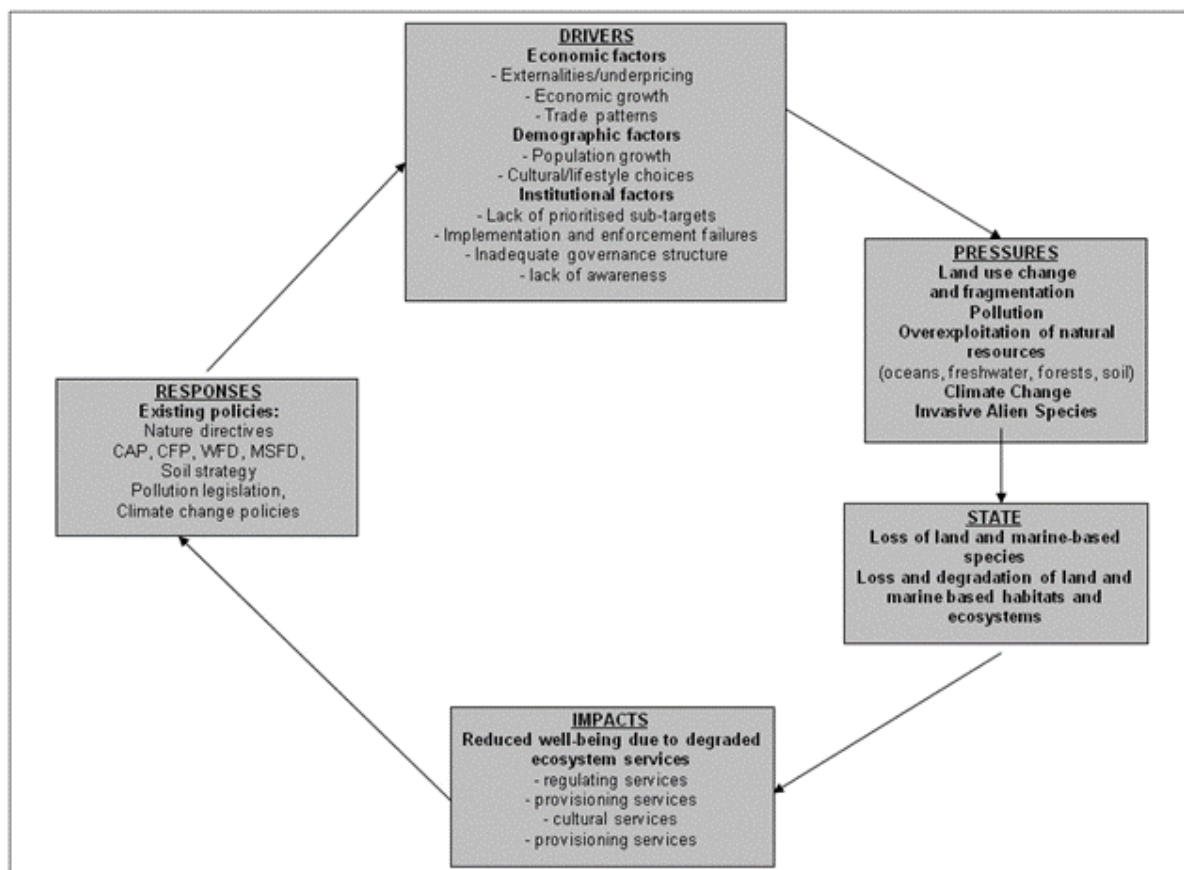 DRIVERS
Economic factors
- Externalities/underpricing
- Economic growth
- Trade patterns
Demographic factors
- Population growth
- Cultural/lifestyle choices
Institutional factors
- Lack of prioritised sub-targets
- Implementation and enforcement failures
- Inadequate governance structure
- lack of awareness
PRESSURES
Land use change
and fragmentation
Pollution
Overexploitation of natural
resources
(oceans, freshwater, forests, soil)
Climate Change
Invasive Alien Species
STATE
Loss of land and marine-based
species
Loss and degradation of land and
marine based habitats and
ecosystems
IMPACTS
Reduced well-being due to degraded
ecosystem services
- regulating services
- provisioning services
- cultural services
- provisioning services
RESPONSES
Existing policies:
Nature directives
CAP, CFP, WFD, MSFD,
Soil strategy
Pollution legislation,
Climate change policies